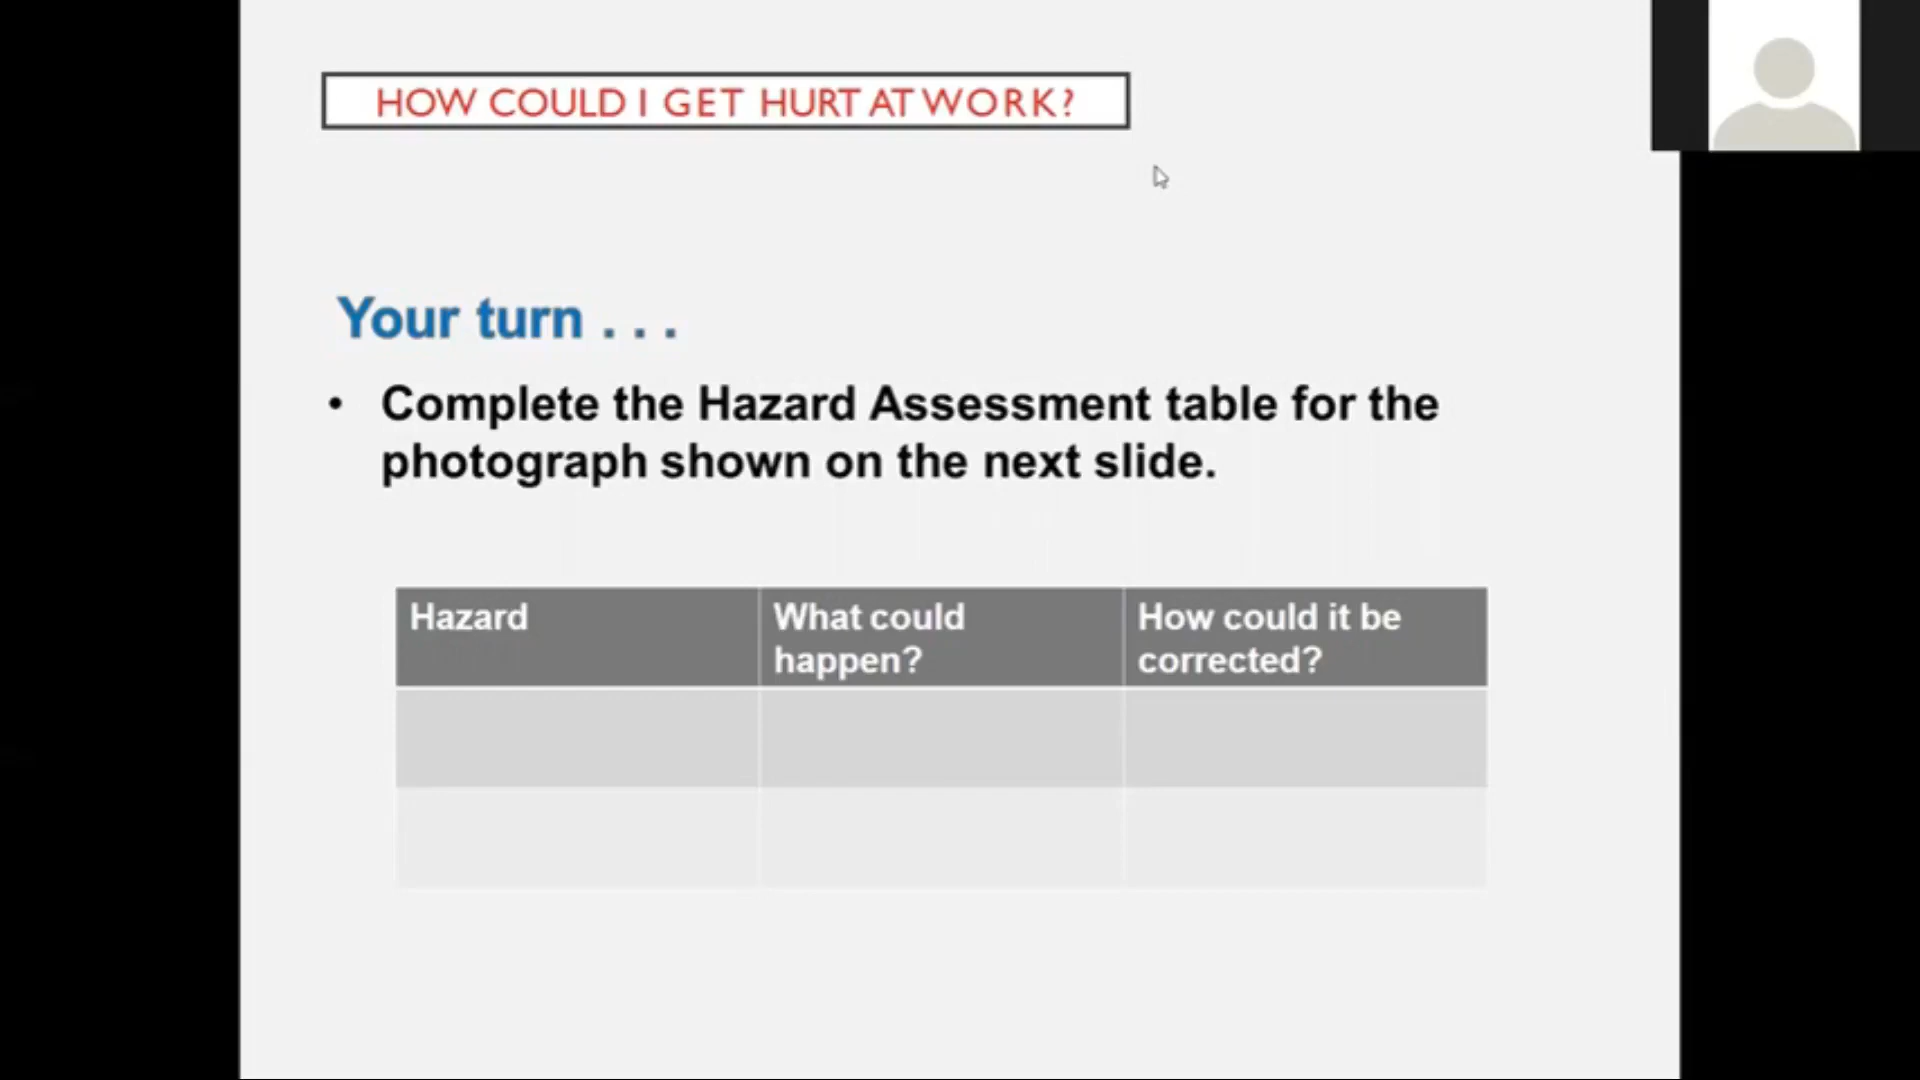 HOW COULD I GET HURT AT WORK?
Your turn . . .
• Complete the Hazard Assessment table for the
photograph shown on the next slide.
Hazard
What could
happen?
How could it be
corrected?